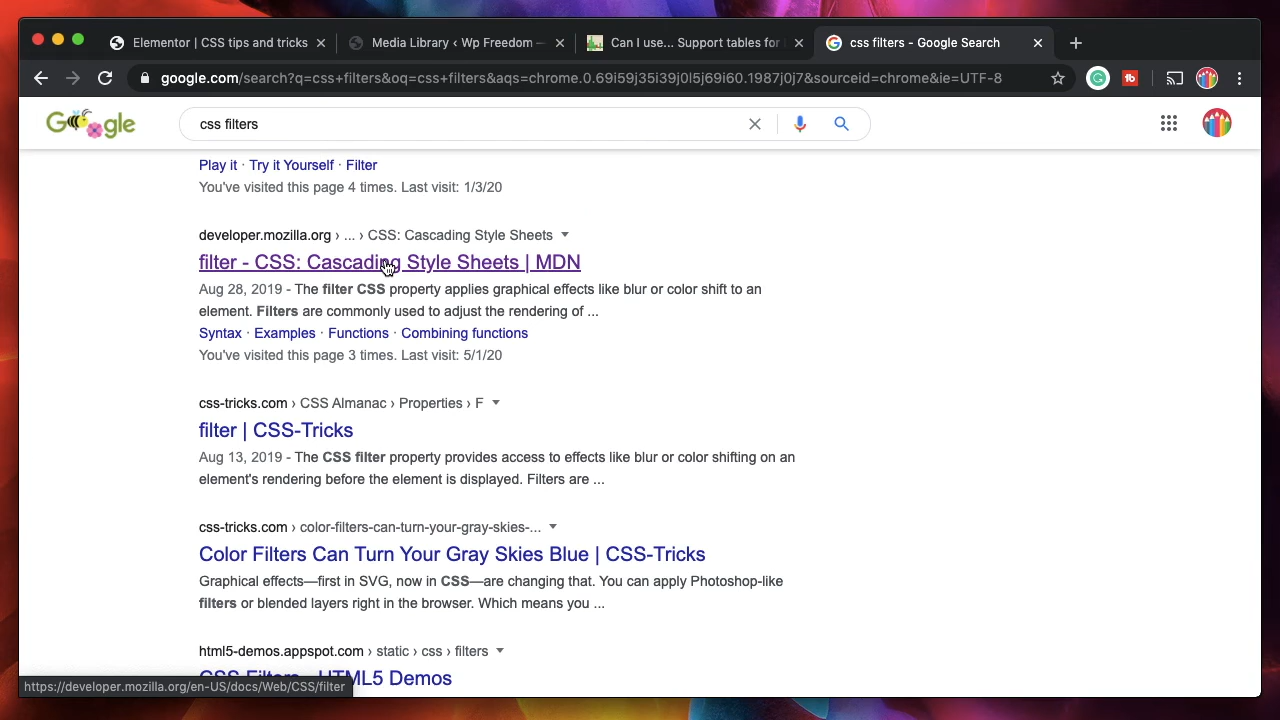 Elementor | CSS tips and tricks
Media Library ‹ Wp Freedom —
Can I use... Support tables for
css filters - Google Search
google.com/search?q=css+filters&oq=css+filters&aqs=chrome.0.69i59j35i39j0l5j69i60.1987j0j7&sourceid=chrome&ie=UTF-8
Google
css filters
Play it · Try it Yourself · Filter
You've visited this page 4 times. Last visit: 1/3/20
developer.mozilla.org › ... › CSS: Cascading Style Sheets
filter - CSS: Cascading Style Sheets | MDN
Aug 28, 2019 - The filter CSS property applies graphical effects like blur or color shift to an
element. Filters are commonly used to adjust the rendering of ...
Syntax · Examples · Functions · Combining functions
You've visited this page 3 times. Last visit: 5/1/20
css-tricks.com › CSS Almanac › Properties › F
filter | CSS-Tricks
Aug 13, 2019 - The CSS filter property provides access to effects like blur or color shifting on an
element's rendering before the element is displayed. Filters are ...
css-tricks.com › color-filters-can-turn-your-gray-skies-...
Color Filters Can Turn Your Gray Skies Blue | CSS-Tricks
Graphical effects—first in SVG, now in CSS—are changing that. You can apply Photoshop-like
filters or blended layers right in the browser. Which means you ...
html5-demos.appspot.com › static › css › filters
CSS Filters - HTML5 Demos
https://developer.mozilla.org/en-US/docs/Web/CSS/filter